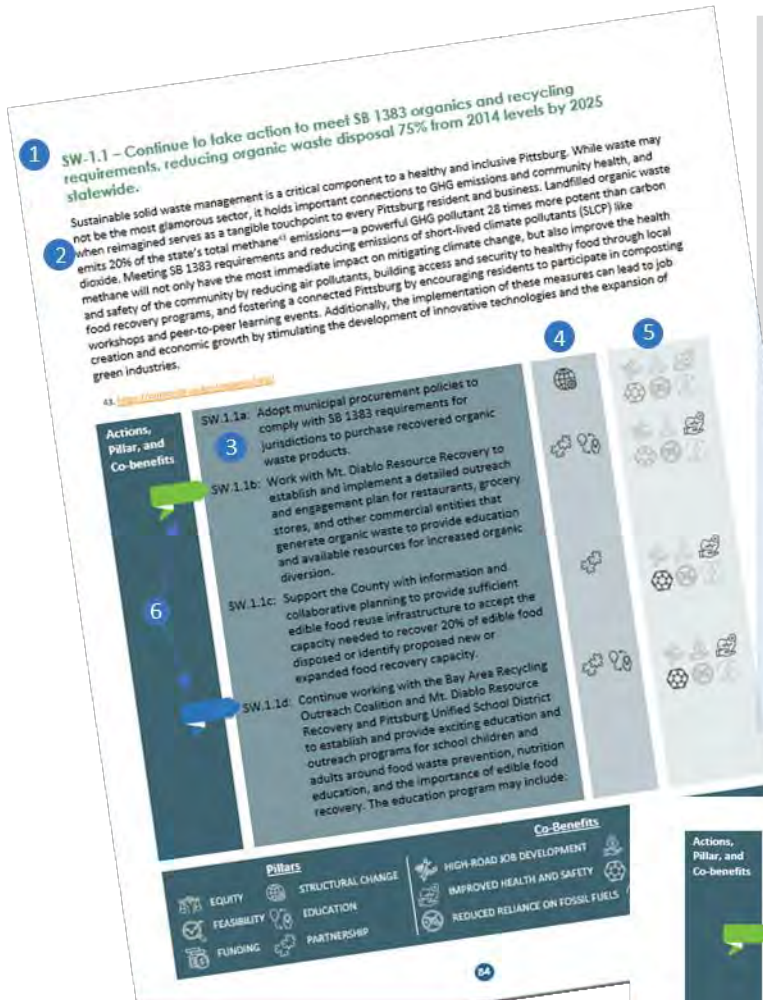 1
SW-1.1 – Continue to take action to meet SB 1383 organics and recycling
requirements, reducing organic waste disposal 75% from 2014 levels by 2025
statewide.
2
Sustainable solid waste management is a critical component to a healthy and inclusive Pittsburg. While waste may
not be the most glamorous sector, it holds important connections to GHG emissions and community health, and
when reimagined serves as a tangible touchpoint to every Pittsburg resident and business. Landfilled organic waste
emits 20% of the state's total methane⁴³ emissions—a powerful GHG pollutant 28 times more potent than carbon
dioxide. Meeting SB 1383 requirements and reducing emissions of short-lived climate pollutants (SLCP) like
methane will not only have the most immediate impact on mitigating climate change, but also improve the health
and safety of the community by reducing air pollutants, building access and security to healthy food through local
food recovery programs, and fostering a connected Pittsburg by encouraging residents to participate in composting
workshops and peer-to-peer learning events. Additionally, the implementation of these measures can lead to job
creation and economic growth by stimulating the development of innovative technologies and the expansion of
green industries.
43.
4
5
Actions,
Pillar, and
Co-benefits
3
SW.1.1a: Adopt municipal procurement policies to
comply with SB 1383 requirements for
jurisdictions to purchase recovered organic
waste products.
SW.1.1b: Work with Mt. Diablo Resource Recovery to
establish and implement a detailed outreach
and engagement plan for restaurants, grocery
stores, and other commercial entities that
generate organic waste to provide education
and available resources for increased organic
diversion.
6
SW.1.1c: Support the County with information and
collaborative planning to provide sufficient
edible food reuse infrastructure to accept the
capacity needed to recover 20% of edible food
disposed or identify proposed new or
expanded food recovery capacity.
SW.1.1d: Continue working with the Bay Area Recycling
Outreach Coalition and Mt. Diablo Resource
Recovery and Pittsburg Unified School District
to establish and provide exciting education and
outreach programs for school children and
adults around food waste prevention, nutrition
education, and the importance of edible food
recovery. The education program may include:
Pillars
EQUITY
FEASIBILITY
FUNDING
STRUCTURAL CHANGE
EDUCATION
PARTNERSHIP
Co-Benefits
HIGH-ROAD JOB DEVELOPMENT
IMPROVED HEALTH AND SAFETY
REDUCED RELIANCE ON FOSSIL FUELS
84
Actions,
Pillar, and
Co-benefits